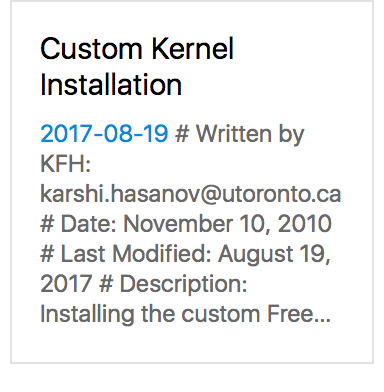 Custom Kernel
Installation
2017-08-19 # Written by
KFH:
karshi.hasanov@utoronto.ca
# Date: November 10, 2010
# Last Modified: August 19,
2017 # Description:
Installing the custom Free...